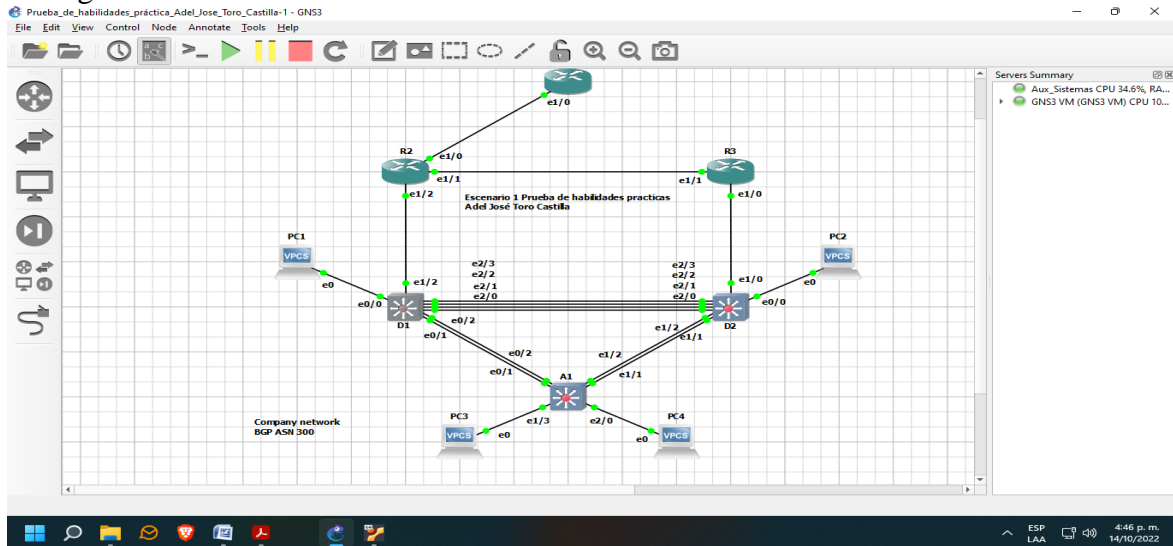 Prueba_de_habilidades_práctica_Adel_Jose_Toro_Castilla-1 - GNS3
File Edit View Control Node Annotate Tools Help
Servers Summary
Aux_Sistemas CPU 34.6%, RA...
GNS3 VM (GNS3 VM) CPU 10...
e1/0
R2
R3
e1/0
e1/1
e1/1
e1/2
e1/0
Escenario 1 Prueba de habilidades practicas
Adel José Toro Castilla
PC1
PC2
VPCS
VPCS
e2/3
e2/3
e2/2
e2/2
e0
e1/2
e2/1
e2/1
e1/0
e0
e2/0
e2/0
e0/0
e0/0
D1
D2
e0/2
e1/2
e0/1
e1/1
e0/2
e1/2
e0/1
e1/1
A1
Company network
BGP ASN 300
PC3
PC4
e1/3
e2/0
VPCS
e0
e0
VPCS
ESP
LAA
4:46 p. m.
14/10/2022